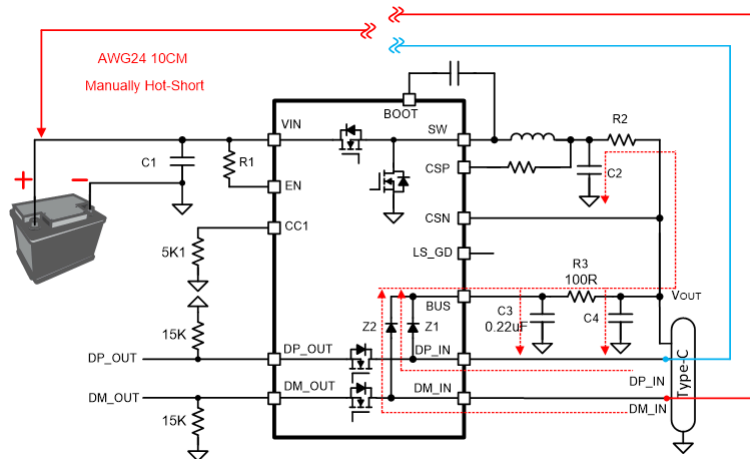 AWG24 10CM
Manually Hot-Short
BOOT
VIN
SW
R2
C1
R1
CSP
C2
+
−
EN
CSN
CC1
5K1
LS_GD
R3
100R
VOUT
BUS
C3
0.22uF
C4
15K
Z2
Z1
DP_OUT
DP_OUT
DP_IN
DP_IN
DM_OUT
DM_OUT
DM_IN
DM_IN
15K
Type-C